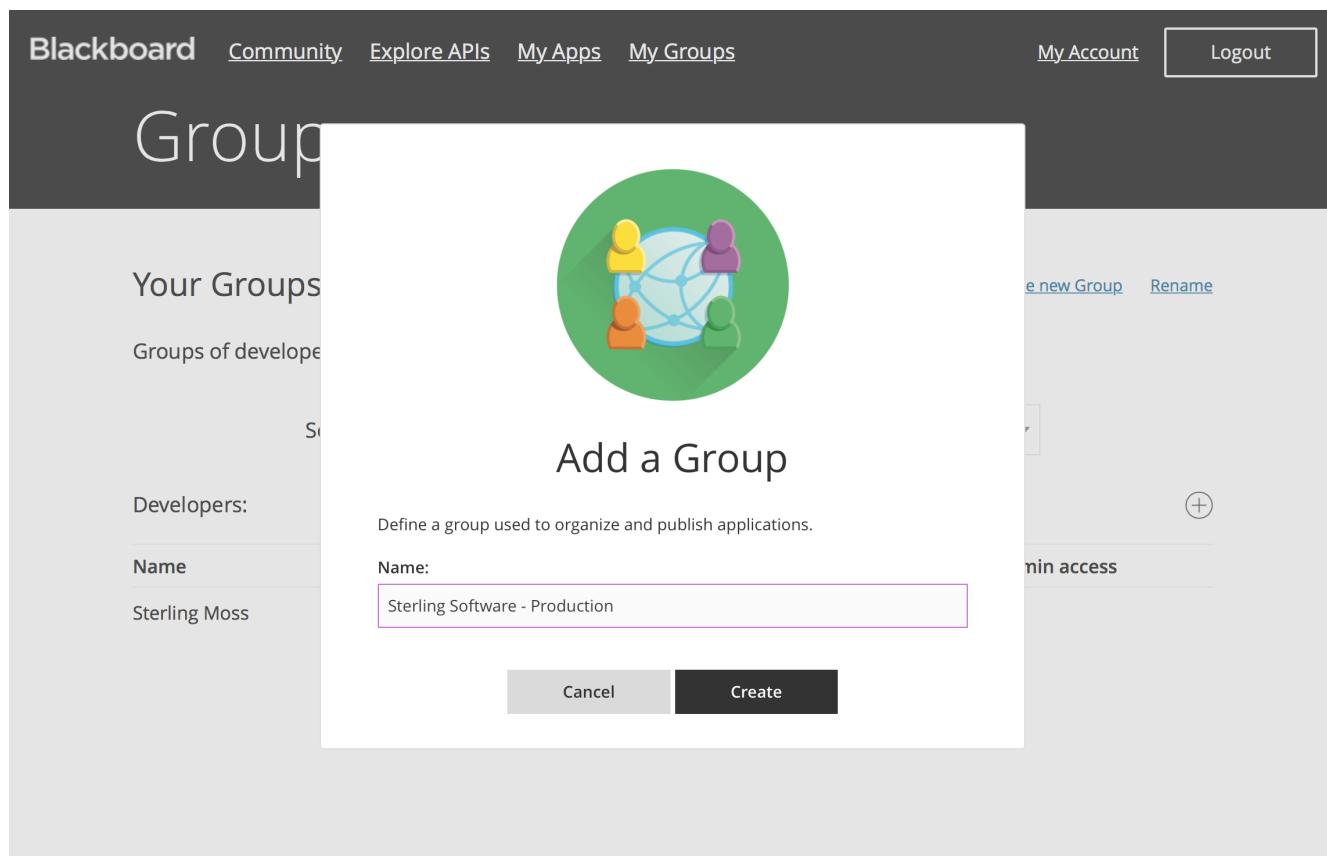 Blackboard Community Explore APIs My Apps My Groups My Account Logout
Group
Your Groups e new Group Rename
Groups of develope
Add a Group
Developers:
Define a group used to organize and publish applications.
Name min access
Name:
Sterling Software - Production
Sterling Moss
Cancel Create